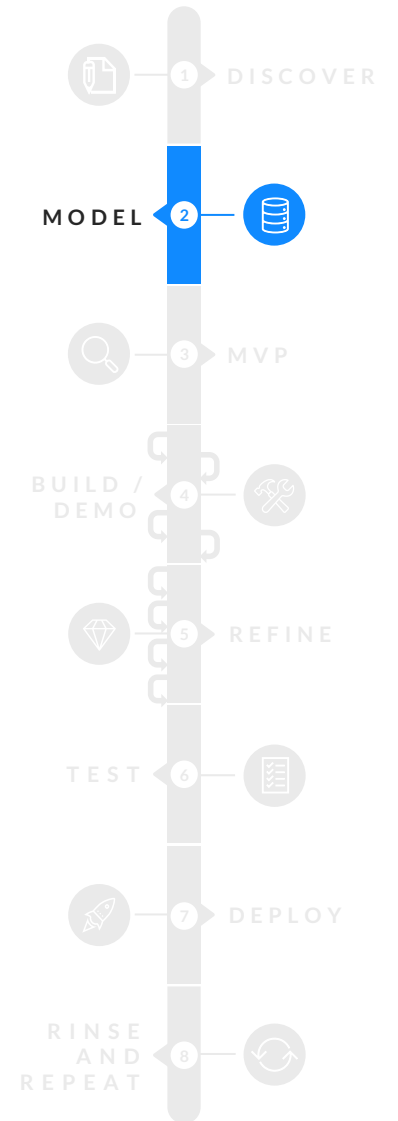 1 DISCOVER
MODEL 2
3 MVP
BUILD /
DEMO 4
5 REFINE
TEST 6
7 DEPLOY
RINSE
AND 8
REPEAT